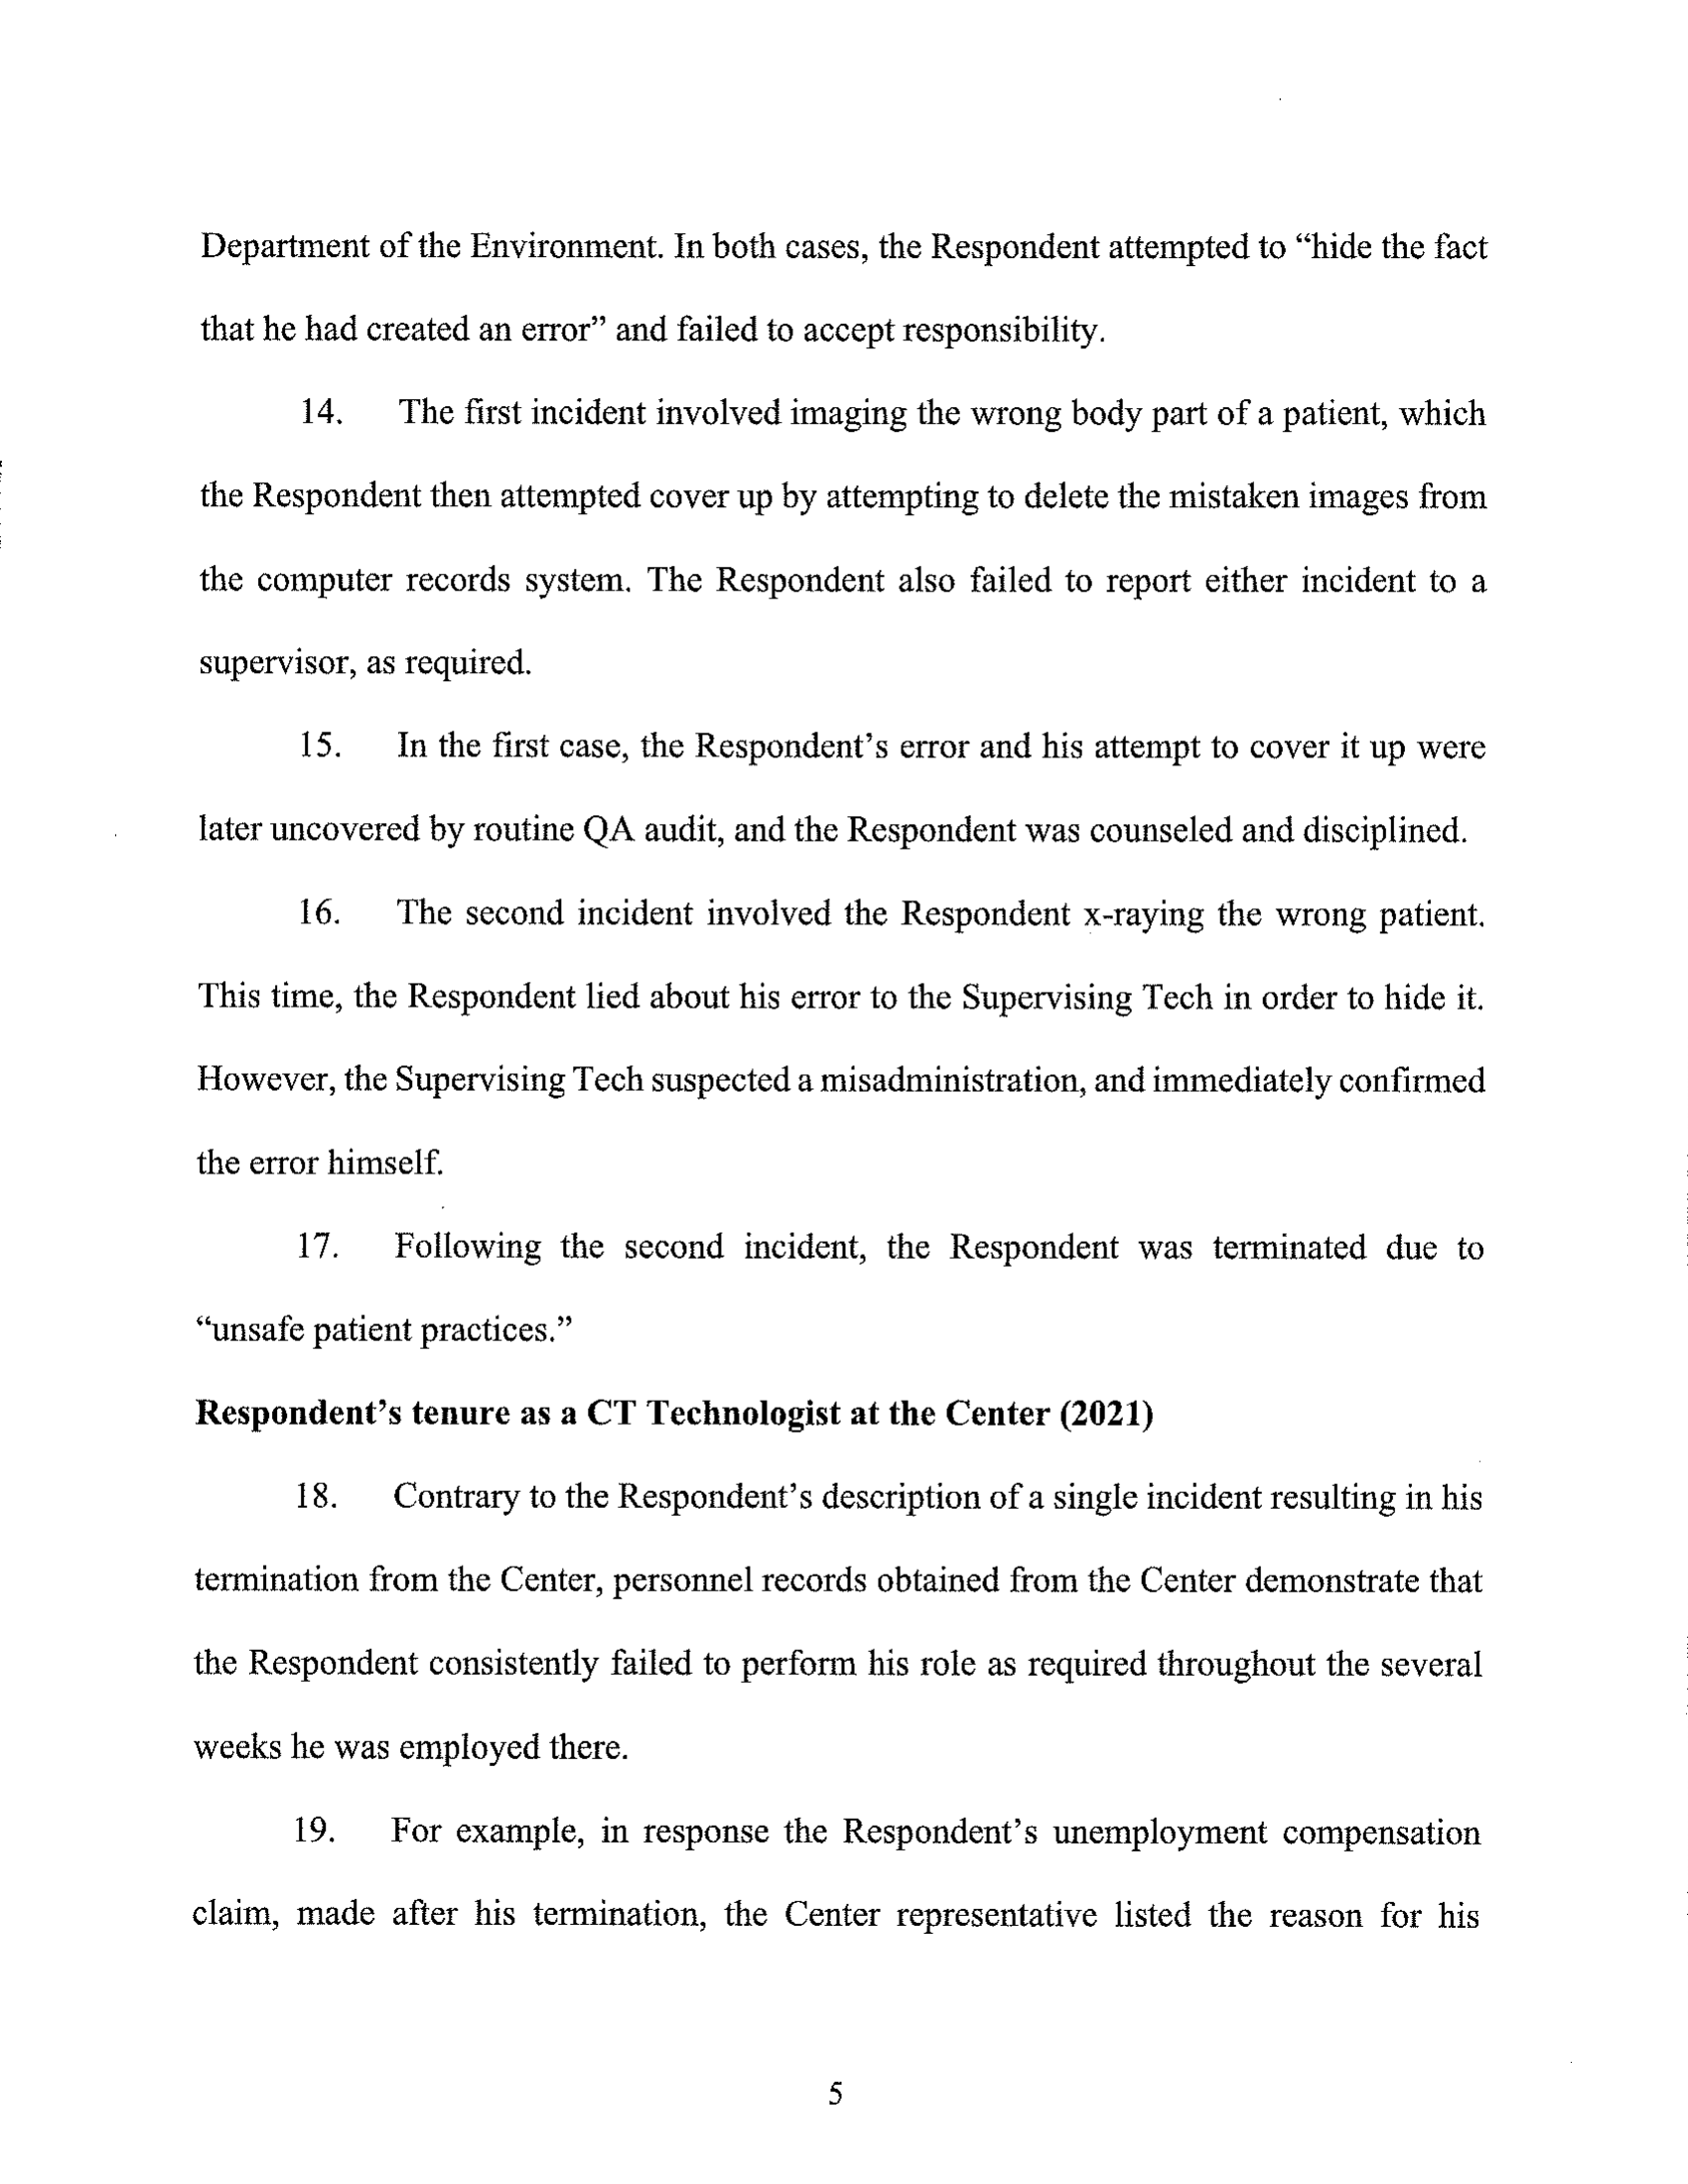 Department of the Environment. In both cases, the Respondent attempted to “hide the fact
that he had created an error” and failed to accept responsibility.
14. The first incident involved imaging the wrong body part of a patient, which
the Respondent then attempted cover up by attempting to delete the mistaken images from
the computer records system. The Respondent also failed to report either incident to a
supervisor, as required.
15. In the first case, the Respondent’s error and his attempt to cover it up were
later uncovered by routine QA audit, and the Respondent was counseled and disciplined.
16. The second incident involved the Respondent x-raying the wrong patient.
This time, the Respondent lied about his error to the Supervising Tech in order to hide it.
However, the Supervising Tech suspected a misadministration, and immediately confirmed
the error himself.
17. Following the second incident, the Respondent was terminated due to
“unsafe patient practices.”
Respondent’s tenure as a CT Technologist at the Center (2021)
18. Contrary to the Respondent’s description of a single incident resulting in his
termination from the Center, personnel records obtained from the Center demonstrate that
the Respondent consistently failed to perform his role as required throughout the several
weeks he was employed there.
19. For example, in response the Respondent’s unemployment compensation
claim, made after his termination, the Center representative listed the reason for his
5